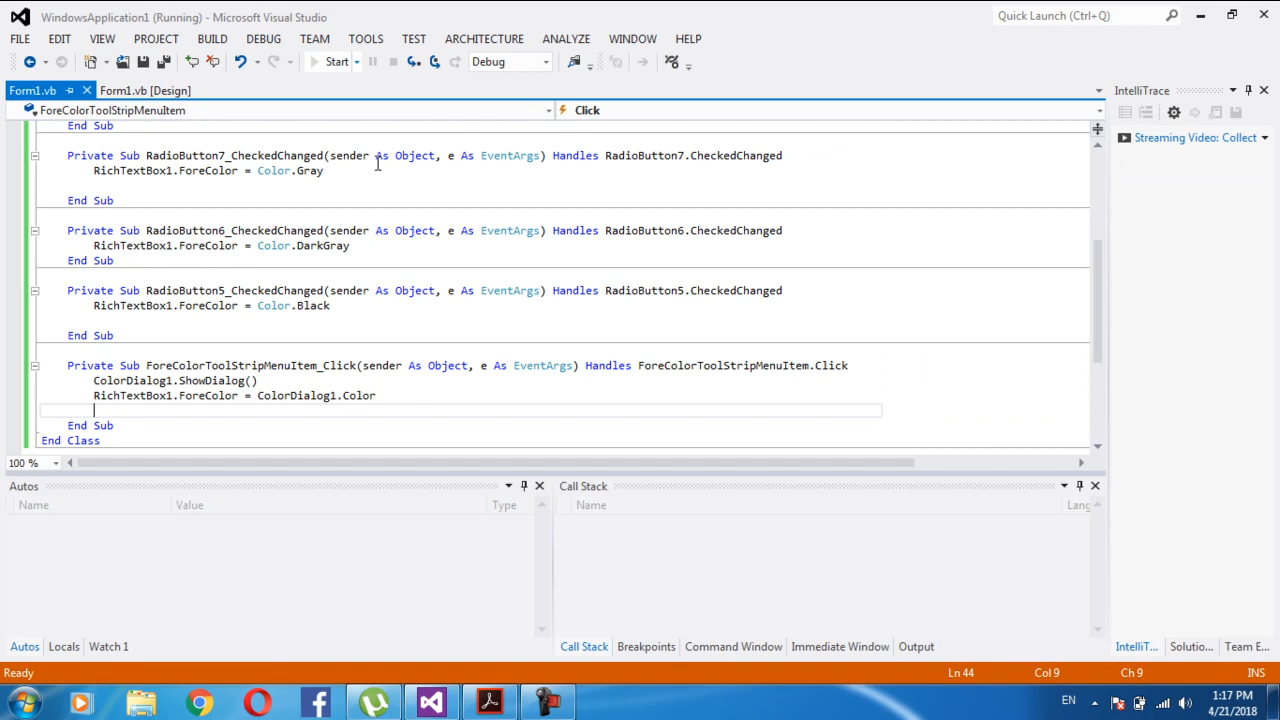 WindowsApplication1 (Running) - Microsoft Visual Studio
Quick Launch (Ctrl+Q)
FILE EDIT VIEW PROJECT BUILD DEBUG TEAM TOOLS TEST ARCHITECTURE ANALYZE WINDOW HELP
Start Debug
Form1.vb Form1.vb [Design] IntelliTrace
ForeColorToolStripMenuItem Click
Streaming Video: Collect
End Sub
Private Sub RadioButton7_CheckedChanged(sender As Object, e As EventArgs) Handles RadioButton7.CheckedChanged
RichTextBox1.ForeColor = Color.Gray
End Sub
Private Sub RadioButton6_CheckedChanged(sender As Object, e As EventArgs) Handles RadioButton6.CheckedChanged
RichTextBox1.ForeColor = Color.DarkGray
End Sub
Private Sub RadioButton5_CheckedChanged(sender As Object, e As EventArgs) Handles RadioButton5.CheckedChanged
RichTextBox1.ForeColor = Color.Black
End Sub
Private Sub ForeColorToolStripMenuItem_Click(sender As Object, e As EventArgs) Handles ForeColorToolStripMenuItem.Click
ColorDialog1.ShowDialog()
RichTextBox1.ForeColor = ColorDialog1.Color
End Sub
End Class
100 %
Autos Call Stack
Name Value Type Name Lang
Autos Locals Watch 1 Call Stack Breakpoints Command Window Immediate Window Output IntelliT... Solutio... Team E...
Ready Ln 44 Col 9 Ch 9 INS
EN 1:17 PM
4/21/2018